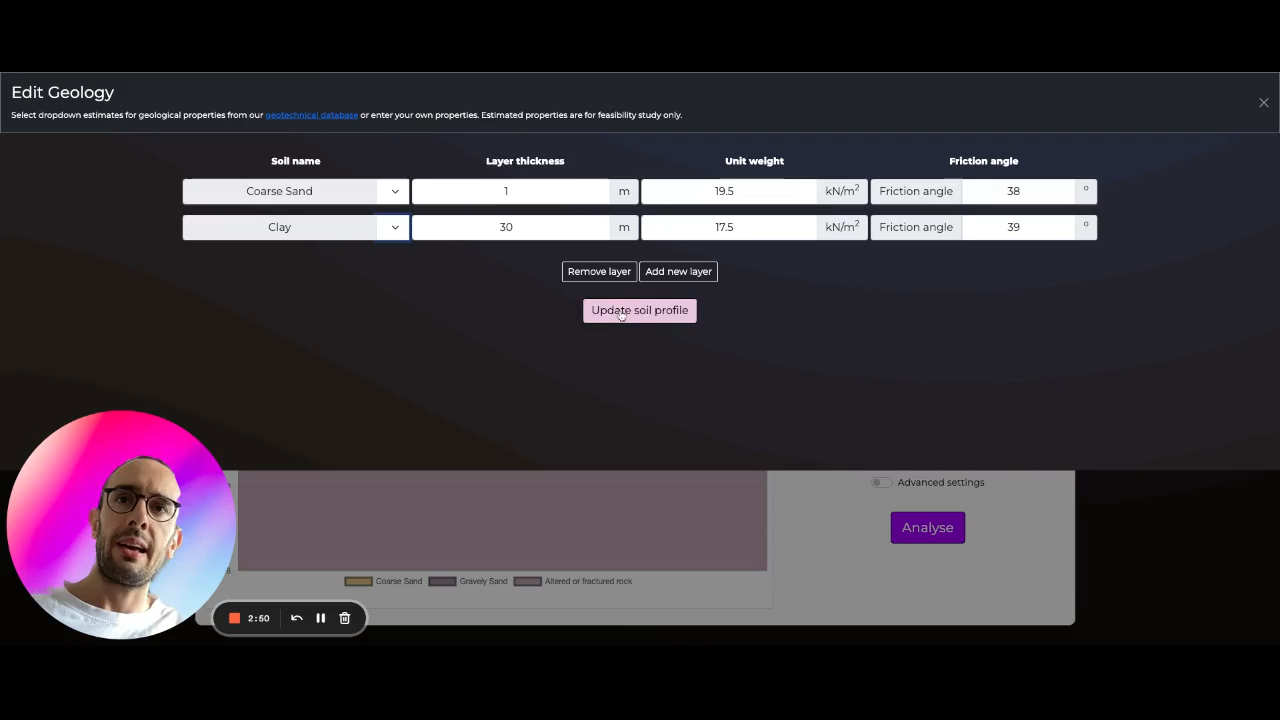 Edit Geology
Select dropdown estimates for geological properties from our geotechnical database or enter your own properties. Estimated properties are for feasibility study only.
Soil name Layer thickness Unit weight Friction angle
Coarse Sand 1 m 19.5 kN/m² Friction angle 38 °
Clay 30 m 17.5 kN/m² Friction angle 39 °
Remove layer Add new layer
Update soil profile
Advanced settings
Analyse
Coarse Sand Gravely Sand Altered or fractured rock
2:50